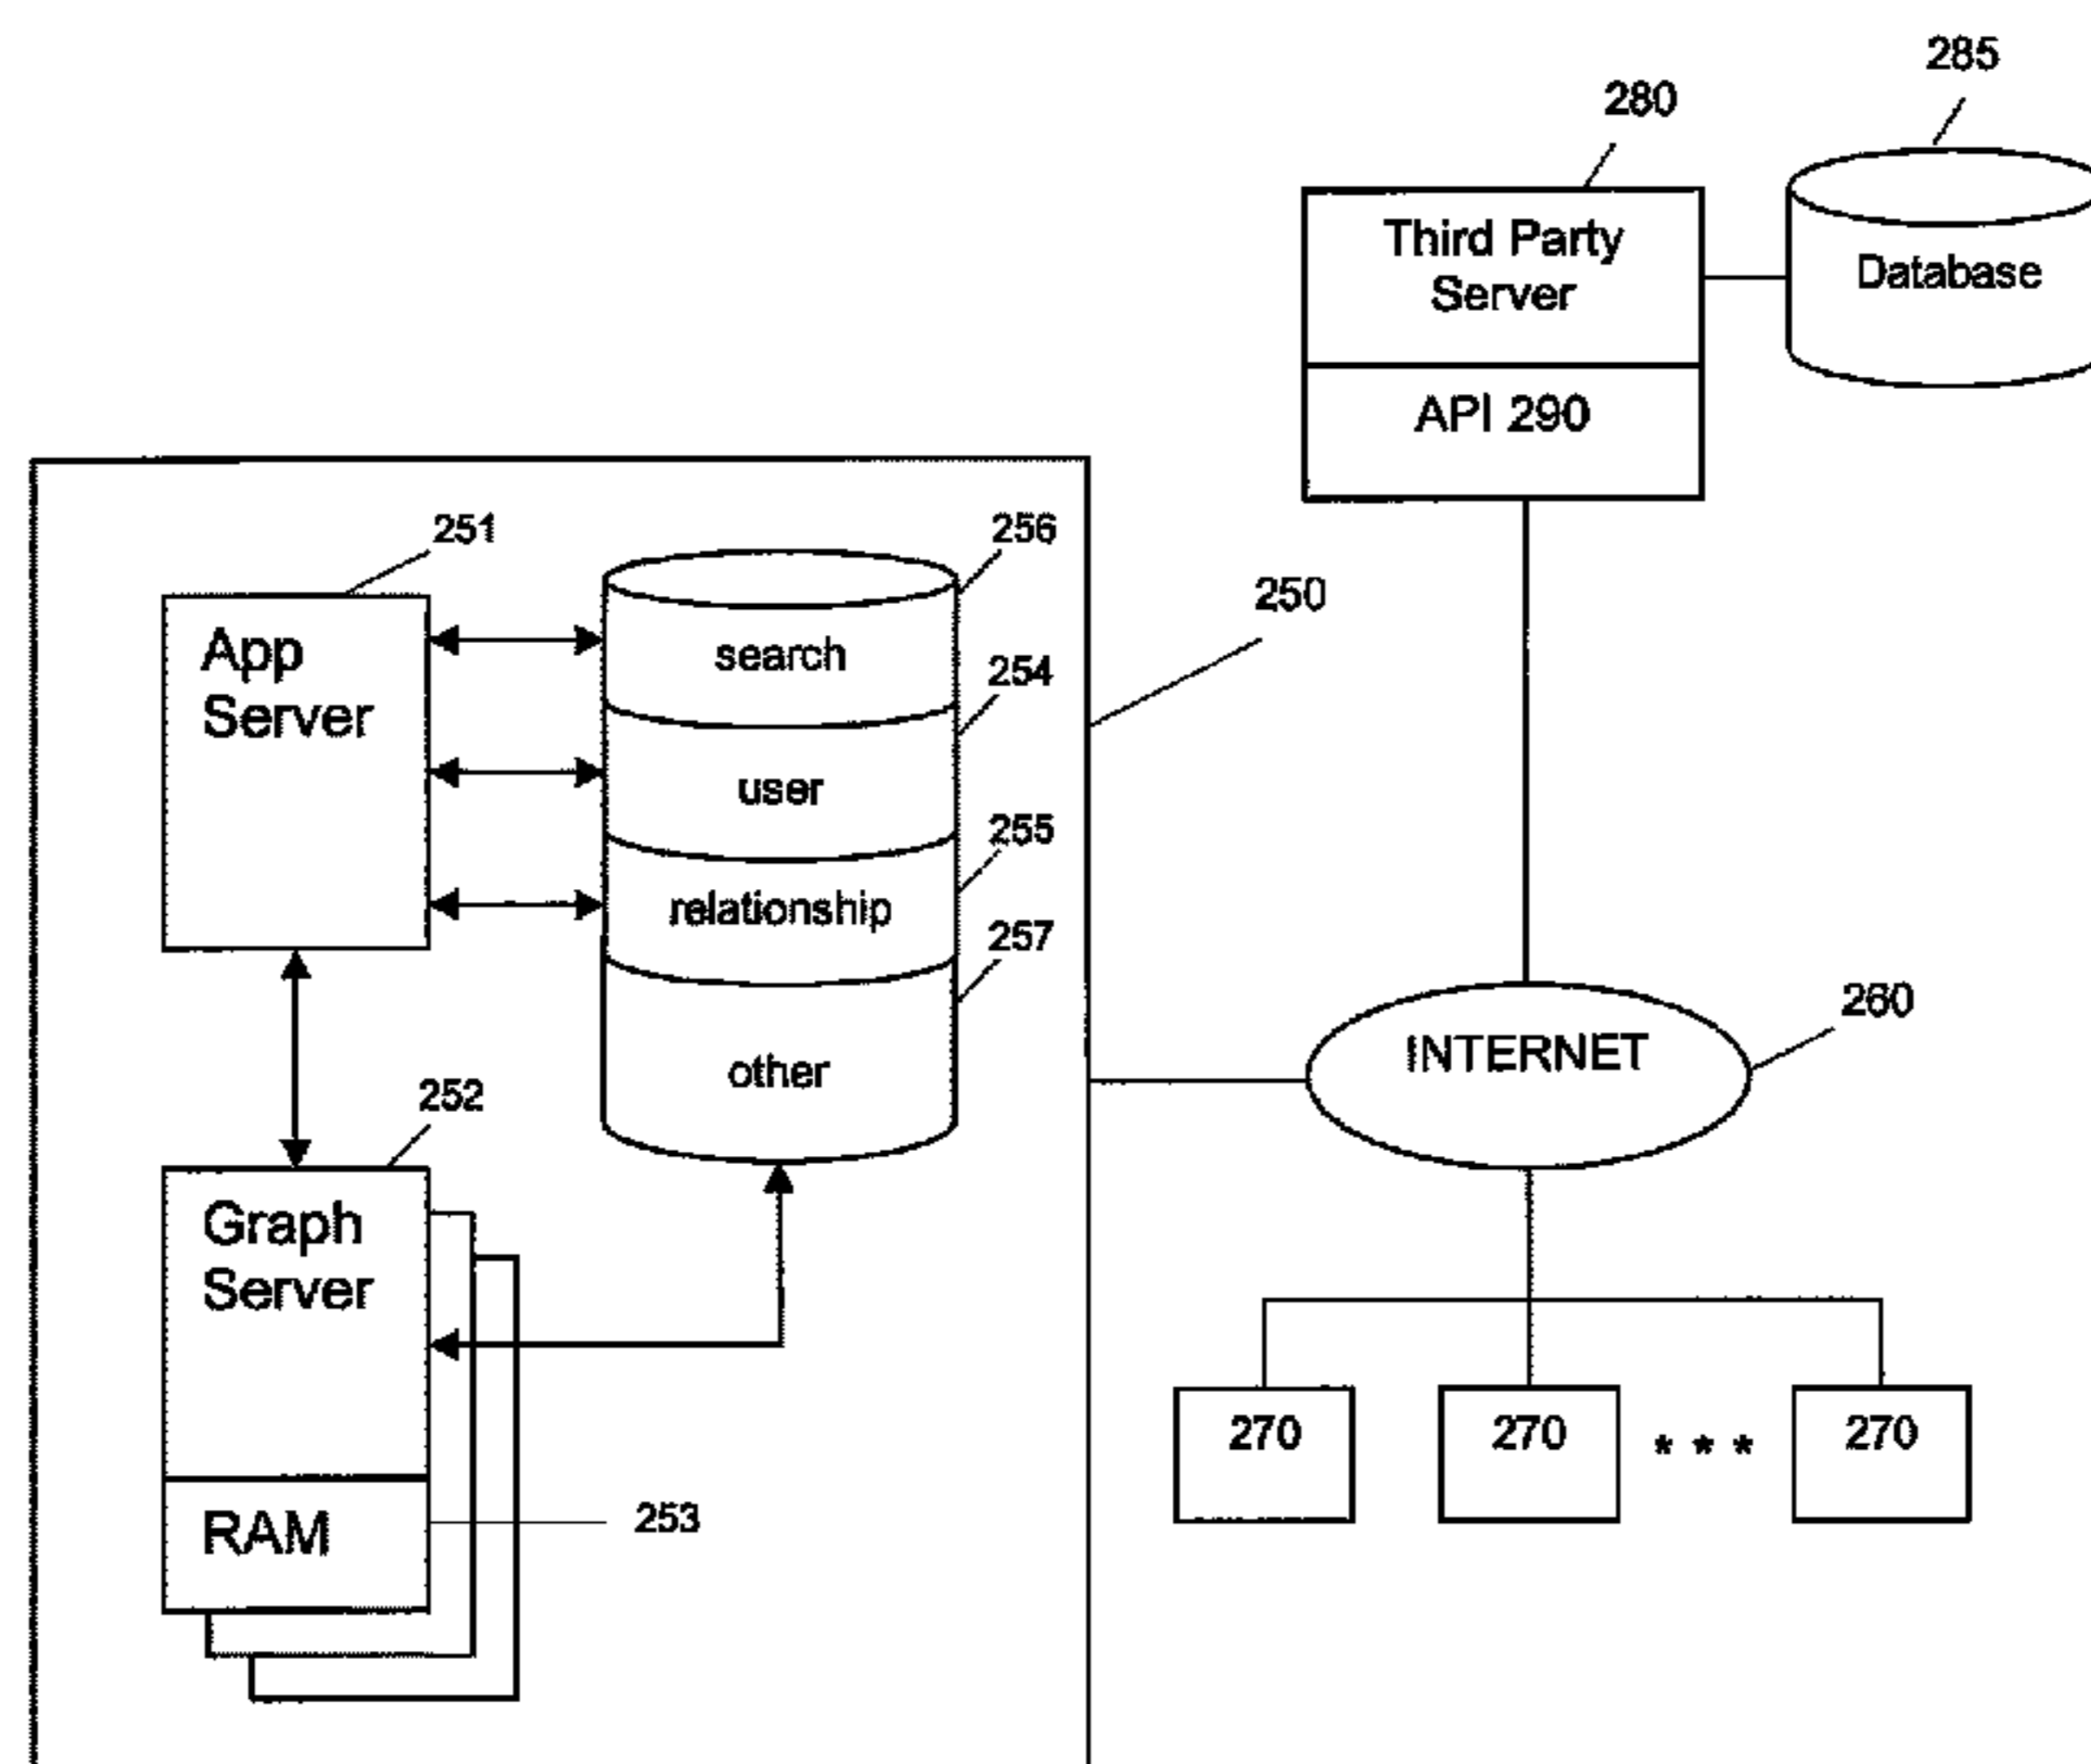 285
280
Third Party
Server
Database
API 290
251
256
250
App
Server
search
254
user
255
relationship
257
260
INTERNET
other
252
Graph
Server
270
270
* * *
270
RAM
253